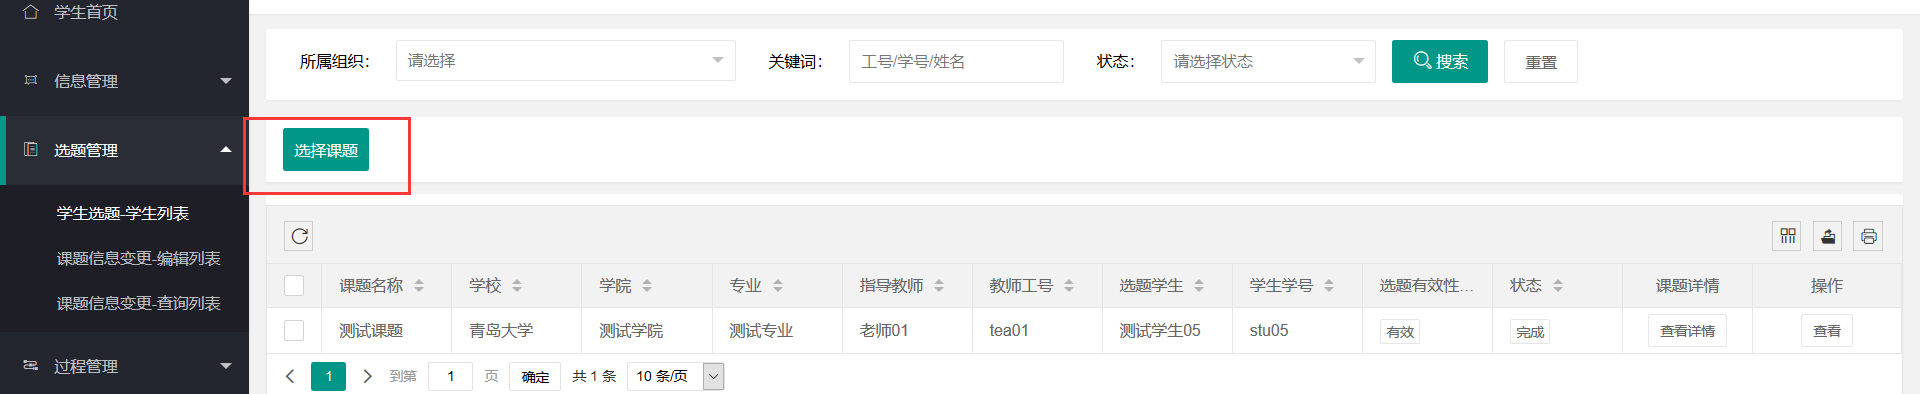 学生首页
信息管理
选题管理
学生选题-学生列表
课题信息变更-编辑列表
课题信息变更-查询列表
过程管理
所属组织： 请选择 关键词： 工号/学号/姓名 状态： 请选择状态 搜索 重置
选择课题
课题名称 学校 学院 专业 指导教师 教师工号 选题学生 学生学号 选题有效性... 状态 课题详情 操作
测试课题 青岛大学 测试学院 测试专业 老师01 tea01 测试学生05 stu05 有效 完成 查看详情 查看
1 到第 1 页 确定 共 1 条 10 条/页